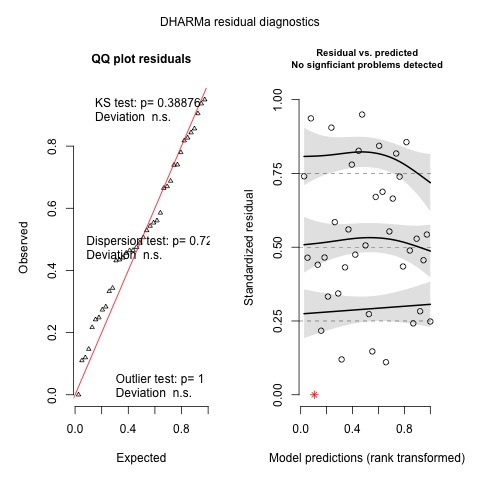 DHARMa residual diagnostics
QQ plot residuals
KS test: p= 0.38876
Deviation n.s.
Dispersion test: p= 0.72
Deviation n.s.
Outlier test: p= 1
Deviation n.s.
Observed
0.0 0.2 0.4 0.6 0.8
0.0 0.4 0.8
Expected
Residual vs. predicted
No signficiant problems detected
Standardized residual
0.00 0.25 0.50 0.75 1.00
0.0 0.4 0.8
Model predictions (rank transformed)